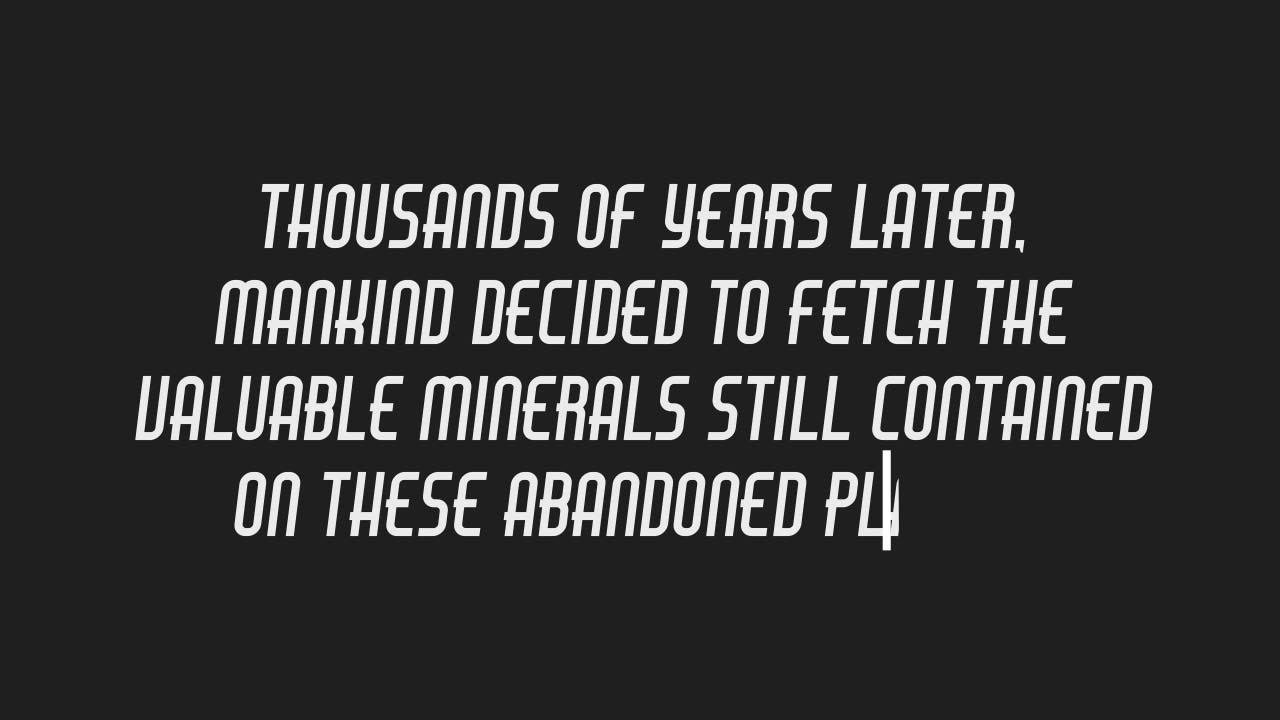 THOUSANDS OF YEARS LATER,
MANKIND DECIDED TO FETCH THE
VALUABLE MINERALS STILL CONTAINED
ON THESE ABANDONED PL